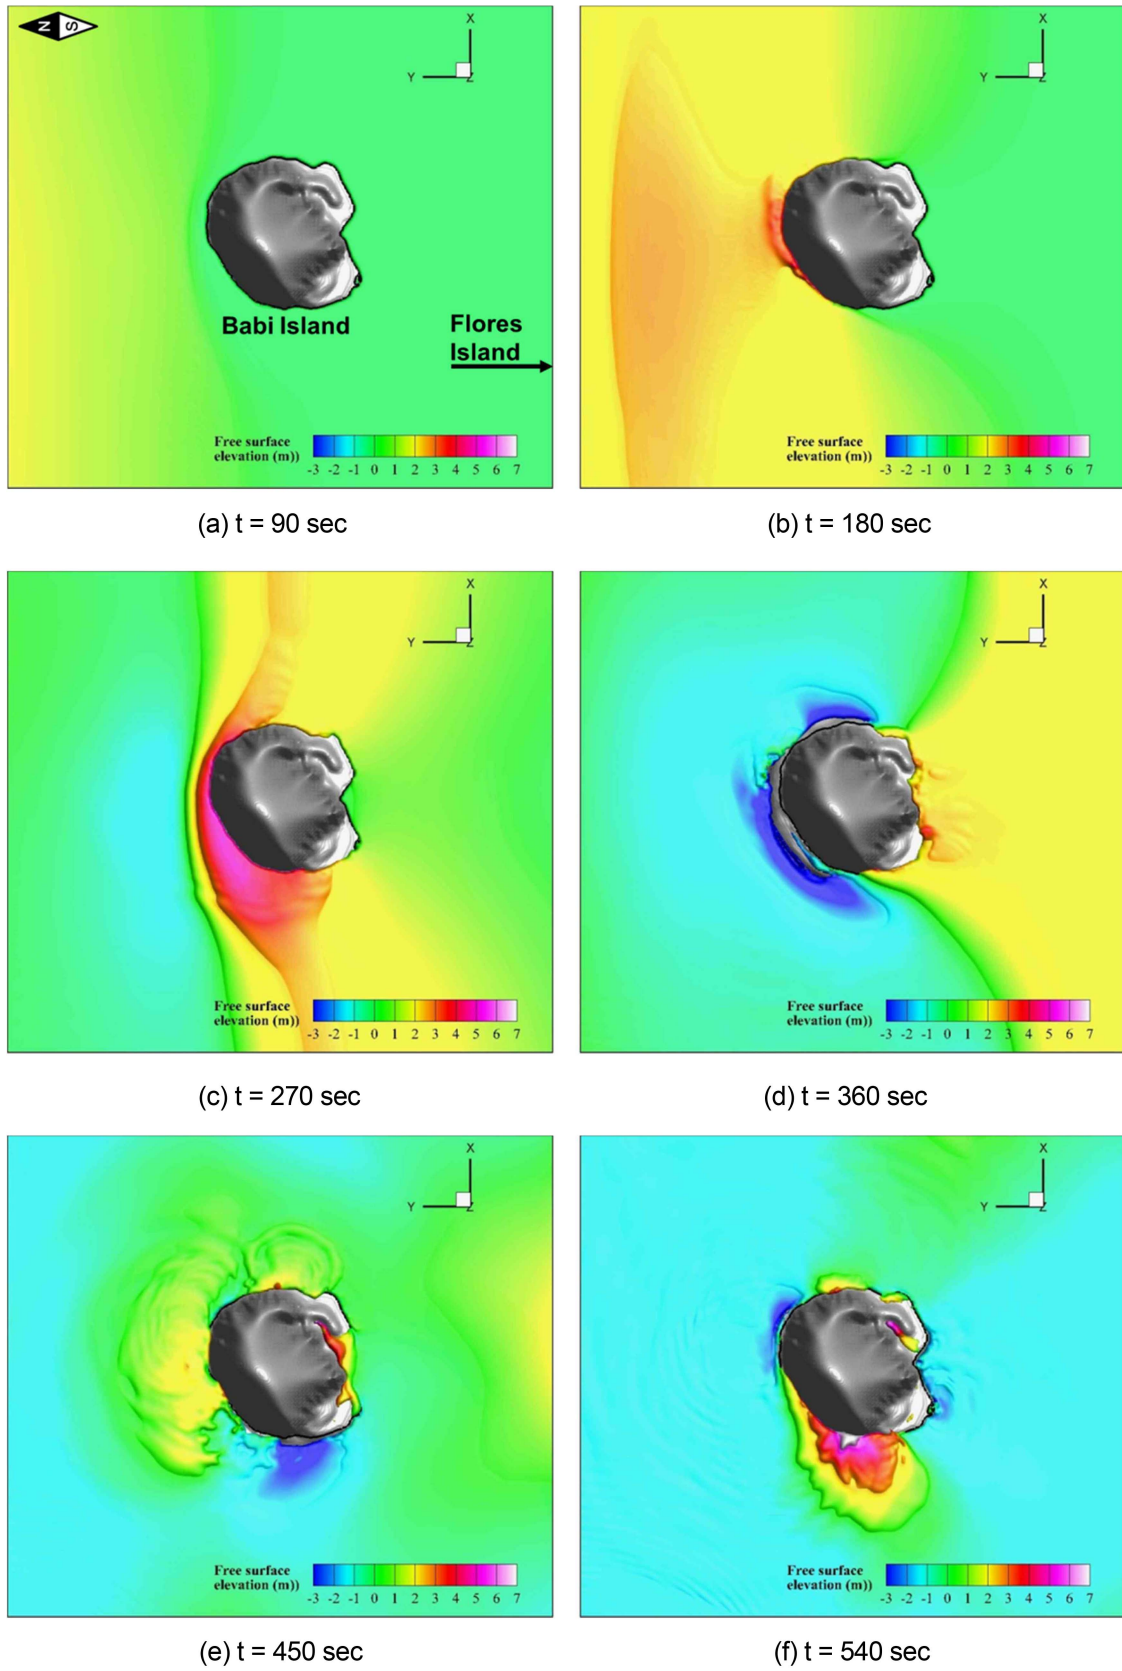 N S
X
Y Z
Babi Island
Flores
Island
Free surface
elevation (m))
-3 -2 -1 0 1 2 3 4 5 6 7
(a) t = 90 sec
X
Y Z
Free surface
elevation (m))
-3 -2 -1 0 1 2 3 4 5 6 7
(b) t = 180 sec
X
Y Z
Free surface
elevation (m))
-3 -2 -1 0 1 2 3 4 5 6 7
(c) t = 270 sec
X
Y Z
Free surface
elevation (m))
-3 -2 -1 0 1 2 3 4 5 6 7
(d) t = 360 sec
X
Y Z
Free surface
elevation (m))
-3 -2 -1 0 1 2 3 4 5 6 7
(e) t = 450 sec
X
Y Z
Free surface
elevation (m))
-3 -2 -1 0 1 2 3 4 5 6 7
(f) t = 540 sec